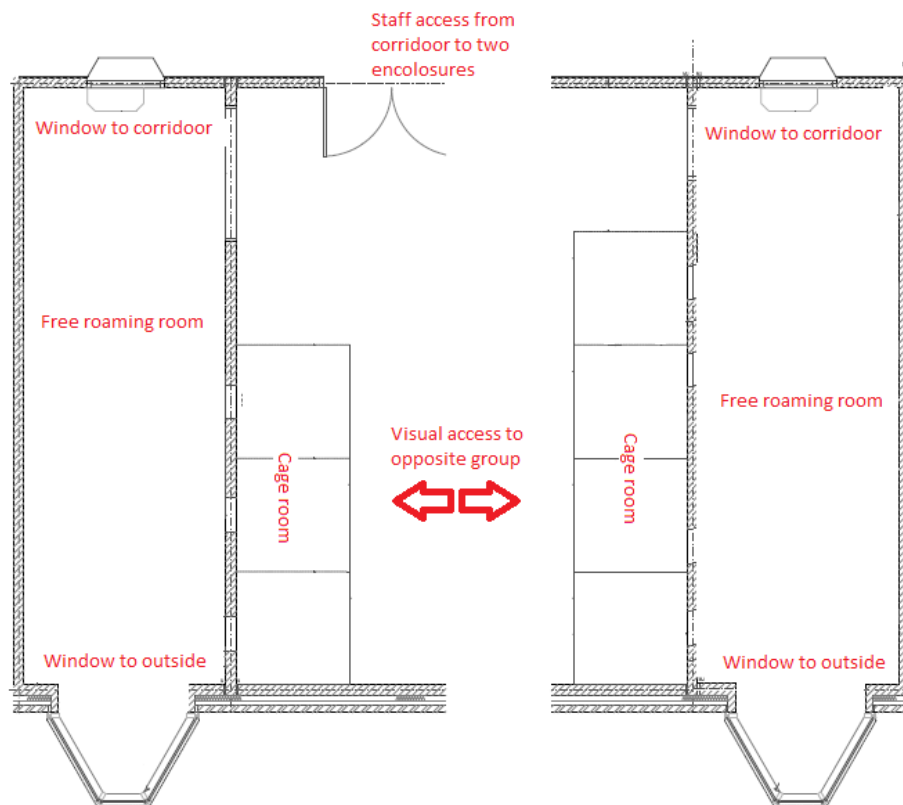 Staff access from
corridoor to two
encolosures
Window to corridoor
Window to corridoor
Free roaming room
Free roaming room
Visual access to
opposite group
Cage room
Cage room
Window to outside
Window to outside